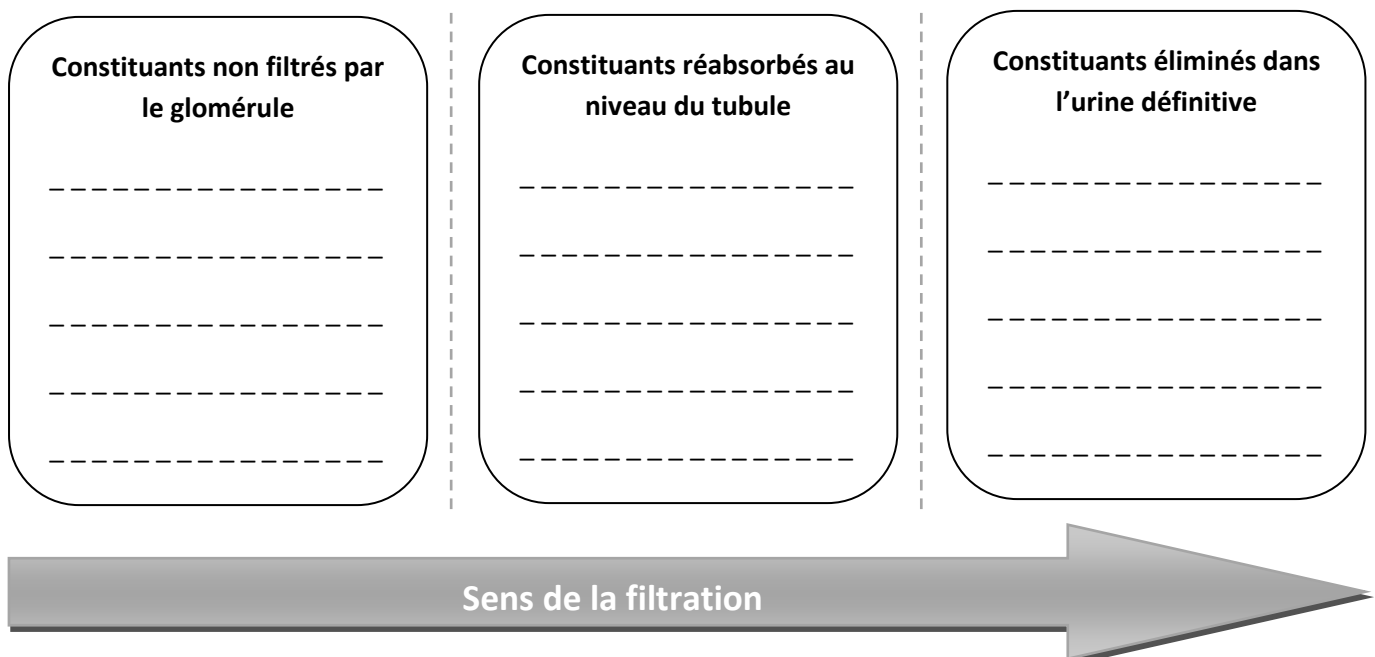 Constituants non filtrés par
le glomérule
Constituants réabsorbés au
niveau du tubule
Constituants éliminés dans
l’urine définitive
Sens de la filtration